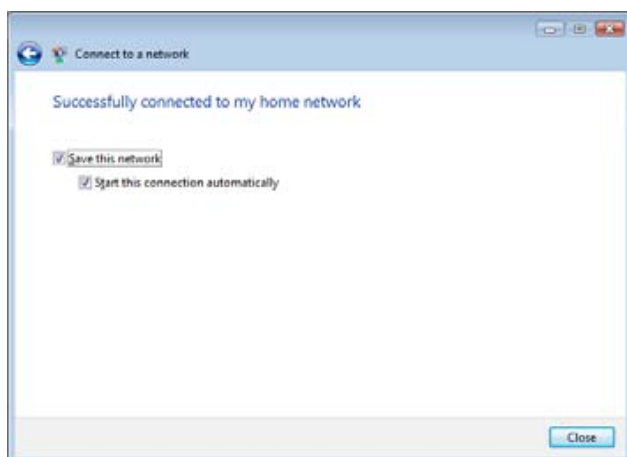 Connect to a network
Successfully connected to my home network
Save this network
Start this connection automatically
Close